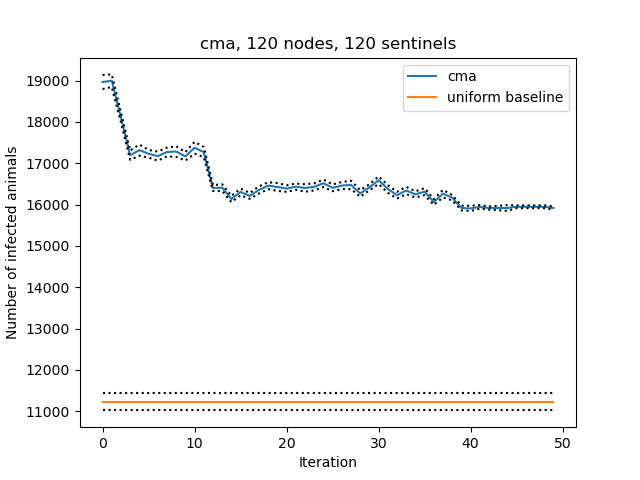 cma, 120 nodes, 120 sentinels
cma
uniform baseline
Number of infected animals
19000
18000
17000
16000
15000
14000
13000
12000
11000
0 10 20 30 40 50
Iteration